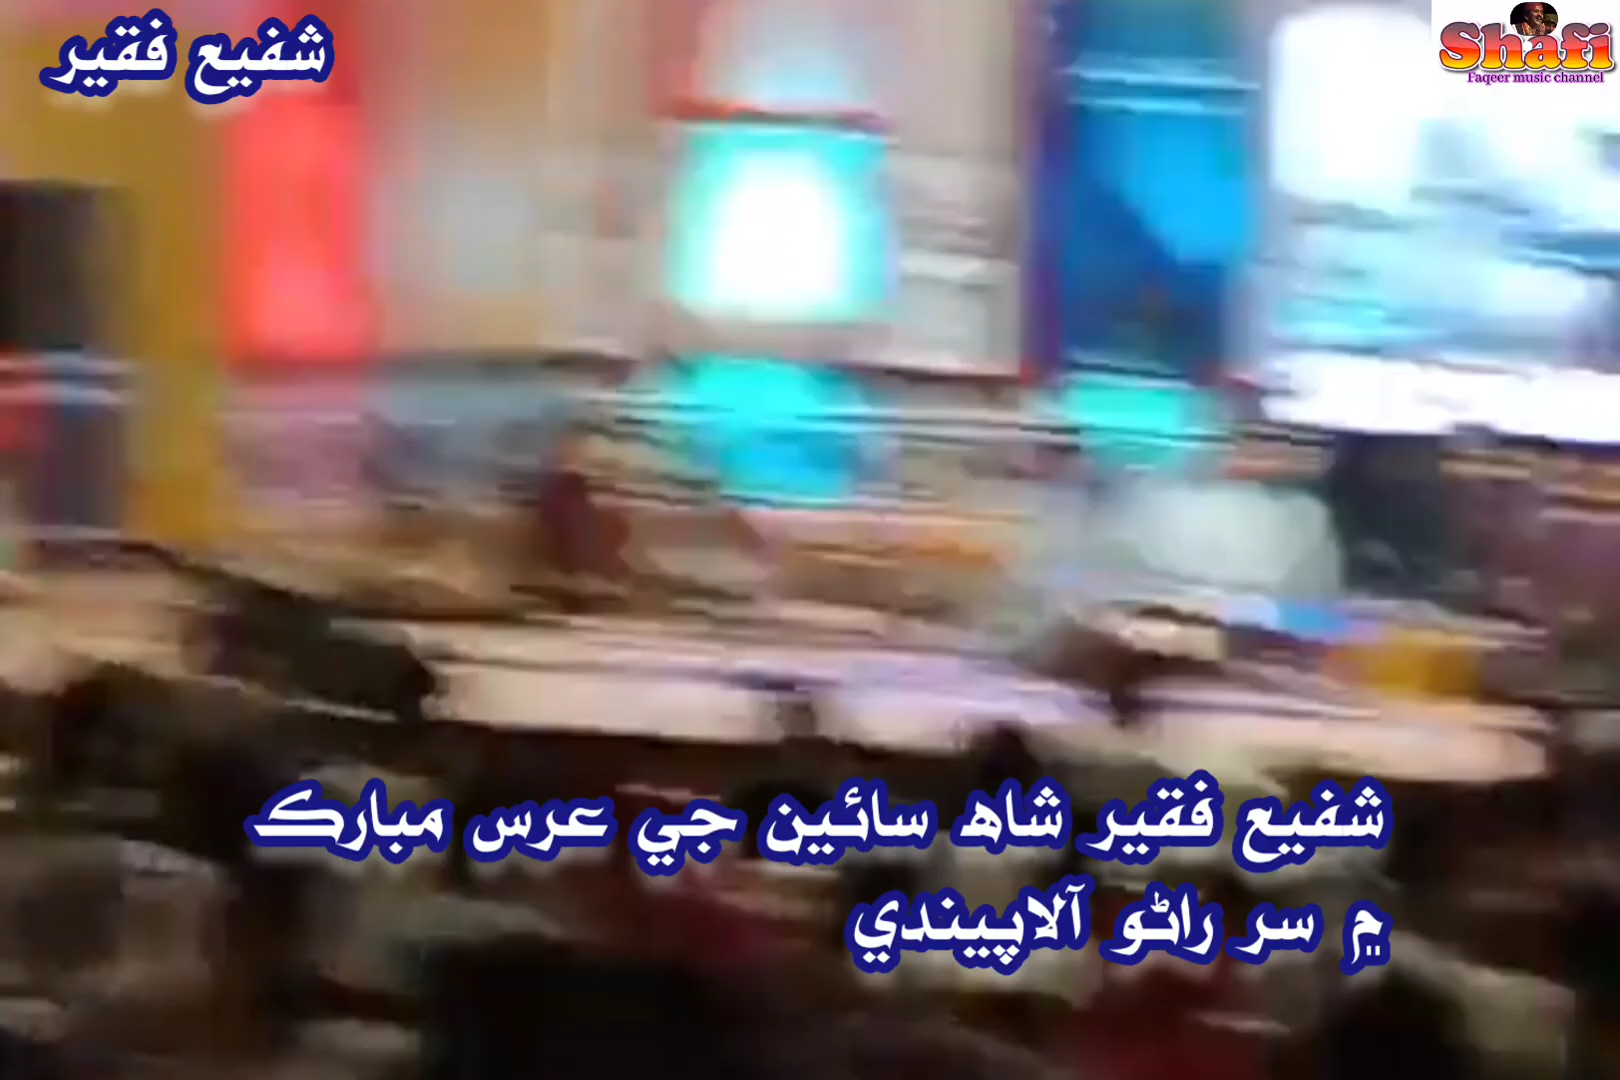 شفيع فقير
Shafi
Faqeer music channel
شفيع فقير شاھ سائين جي عرس مبارڪ
۾ سر راڻو آلاپيندي